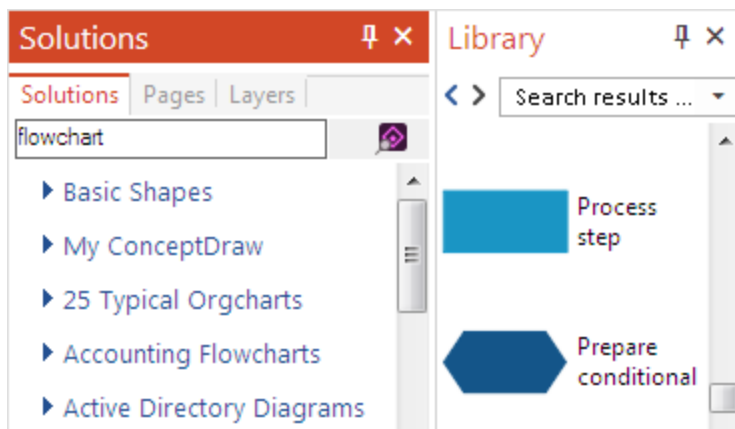 Solutions
Solutions Pages Layers
flowchart
Basic Shapes
My ConceptDraw
25 Typical Orgcharts
Accounting Flowcharts
Active Directory Diagrams
Library
Search results ...
Process
step
Prepare
conditional